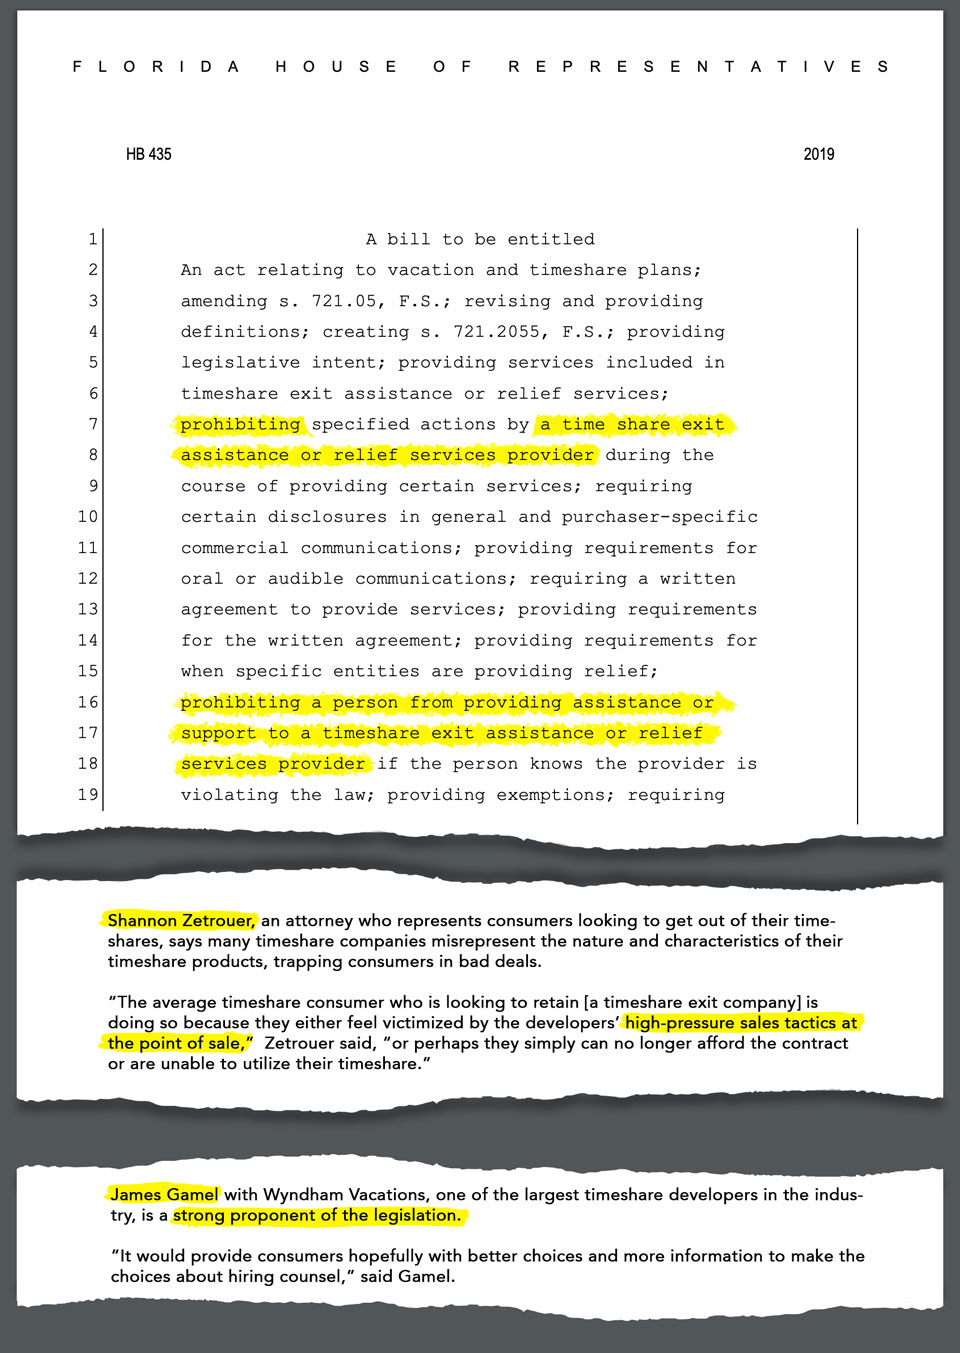 FLORIDA HOUSE OF REPRESENTATIVES
HB 435 2019
1 A bill to be entitled
2 An act relating to vacation and timeshare plans;
3 amending s. 721.05, F.S.; revising and providing
4 definitions; creating s. 721.2055, F.S.; providing
5 legislative intent; providing services included in
6 timeshare exit assistance or relief services;
7 prohibiting specified actions by a time share exit
8 assistance or relief services provider during the
9 course of providing certain services; requiring
10 certain disclosures in general and purchaser-specific
11 commercial communications; providing requirements for
12 oral or audible communications; requiring a written
13 agreement to provide services; providing requirements
14 for the written agreement; providing requirements for
15 when specific entities are providing relief;
16 prohibiting a person from providing assistance or
17 support to a timeshare exit assistance or relief
18 services provider if the person knows the provider is
19 violating the law; providing exemptions; requiring
Shannon Zetrouer, an attorney who represents consumers looking to get out of their time-
shares, says many timeshare companies misrepresent the nature and characteristics of their
timeshare products, trapping consumers in bad deals.
“The average timeshare consumer who is looking to retain [a timeshare exit company] is
doing so because they either feel victimized by the developers’ high-pressure sales tactics at
the point of sale,” Zetrouer said, “or perhaps they simply can no longer afford the contract
or are unable to utilize their timeshare.”
James Gamel with Wyndham Vacations, one of the largest timeshare developers in the indus-
try, is a strong proponent of the legislation.
“It would provide consumers hopefully with better choices and more information to make the
choices about hiring counsel,” said Gamel.